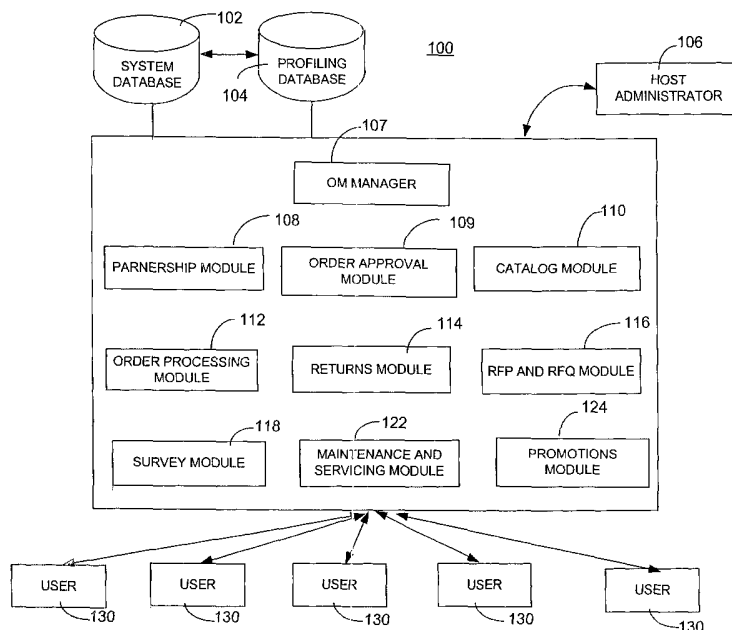 102
104
SYSTEM
DATABASE
PROFILING
DATABASE
100
106
HOST
ADMINISTRATOR
107
OM MANAGER
108
PARNERSHIP MODULE
109
ORDER APPROVAL
MODULE
110
CATALOG MODULE
112
ORDER PROCESSING
MODULE
114
RETURNS MODULE
116
RFP AND RFQ MODULE
118
SURVEY MODULE
122
MAINTENANCE AND
SERVICING MODULE
124
PROMOTIONS
MODULE
USER
130
USER
130
USER
130
USER
130
USER
130